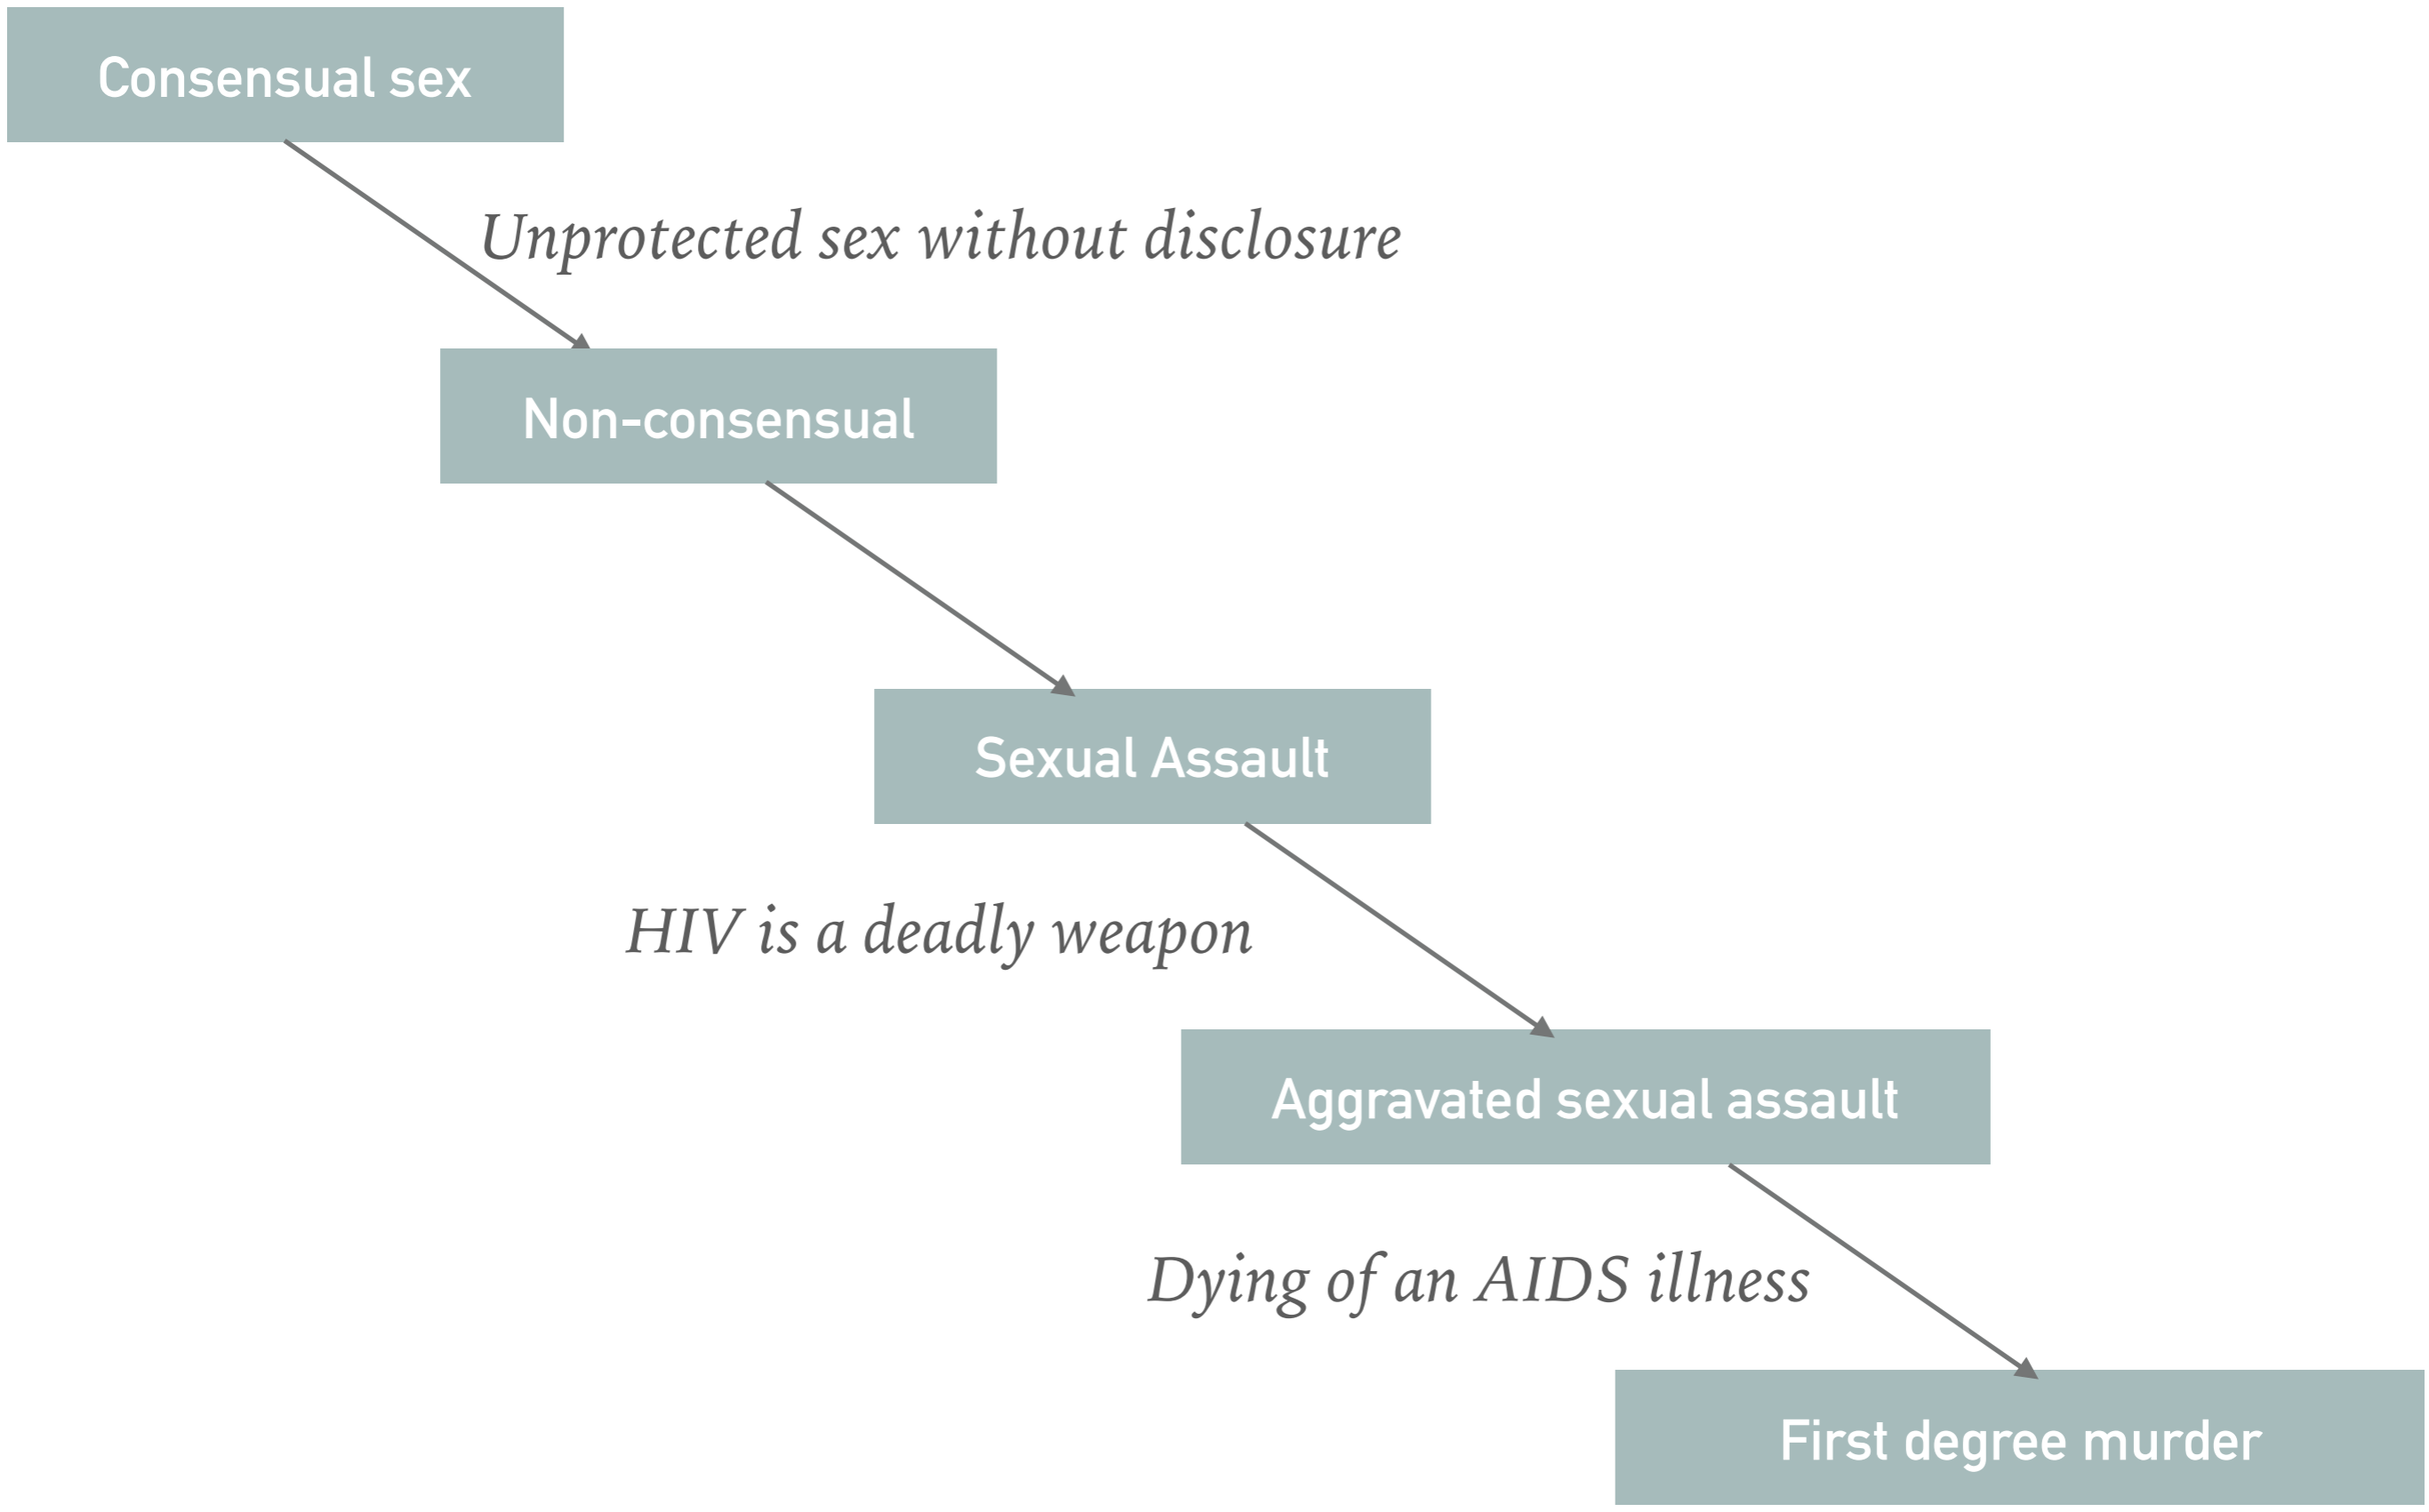 Consensual sex
Unprotected sex without disclosure
Non-consensual
Sexual Assault
HIV is a deadly weapon
Aggravated sexual assault
Dying of an AIDS illness
First degree murder